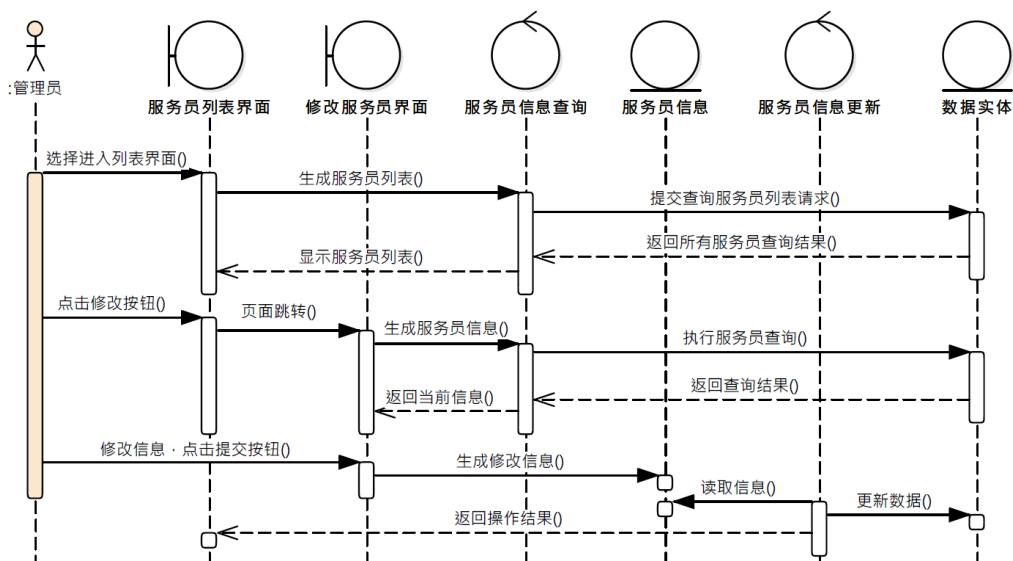 :管理员
服务员列表界面
修改服务员界面
服务员信息查询
服务员信息
服务员信息更新
数据实体
选择进入列表界面()
生成服务员列表()
提交查询服务员列表请求()
返回所有服务员查询结果()
显示服务员列表()
点击修改按钮()
页面跳转()
生成服务员信息()
执行服务员查询()
返回查询结果()
返回当前信息()
修改信息，点击提交按钮()
生成修改信息()
读取信息()
更新数据()
返回操作结果()